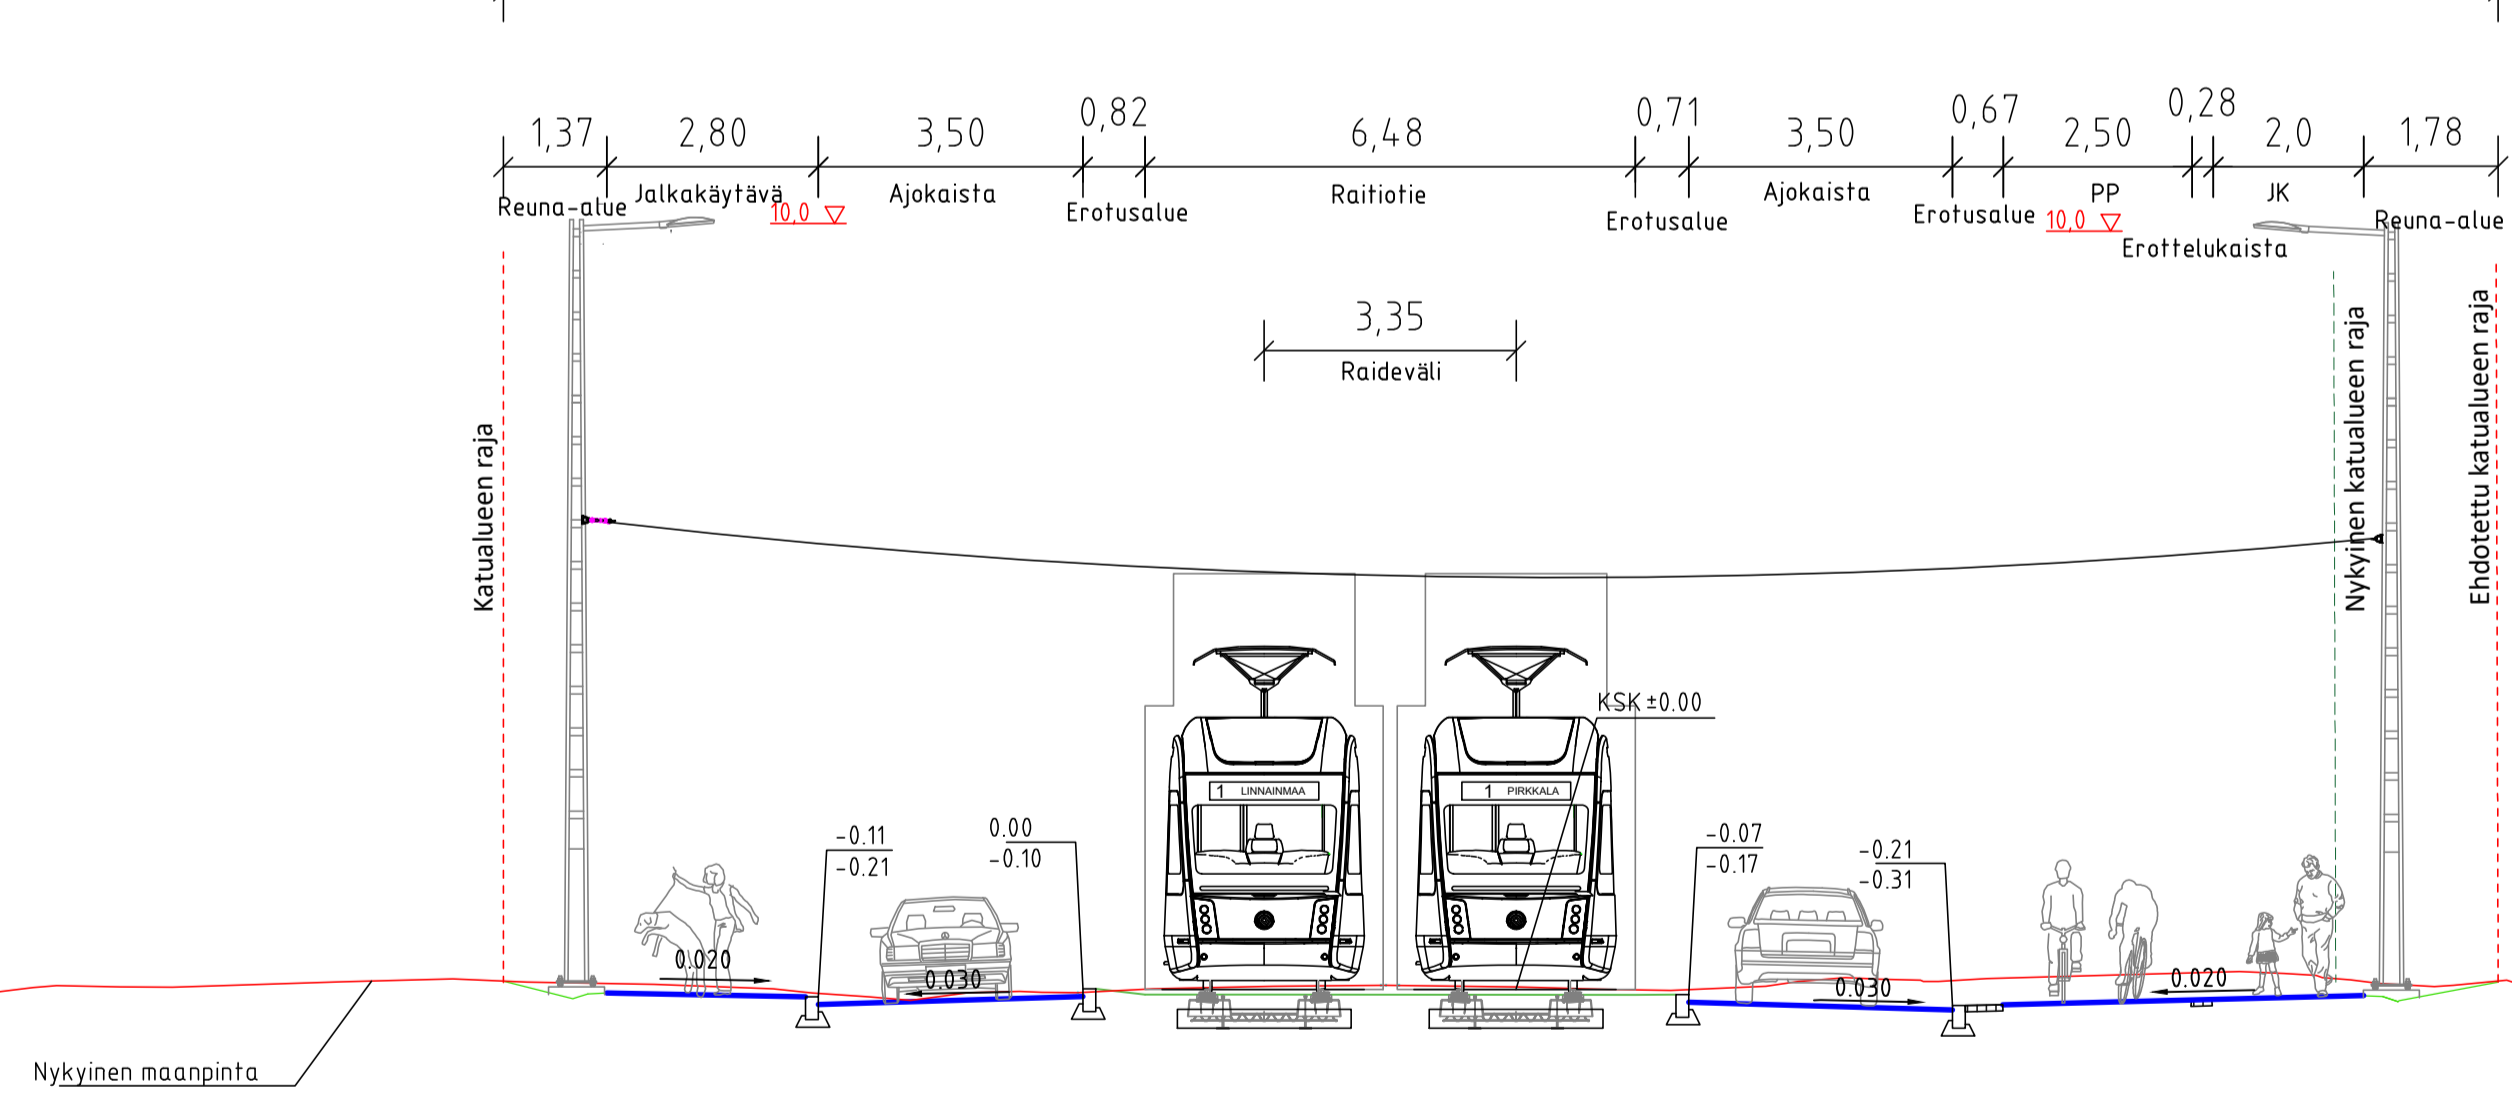 1,37
2,80
3,50
0,82
6,48
0,71
3,50
0,67
2,50
0,28
2,0
1,78
Reuna-alue
Jalkakäytävä
Ajokaista
Erotusalue
Raitiotie
Erotusalue
Ajokaista
Erotusalue
PP
Erottelukaista
JK
Reuna-alue
10,0
10,0
3,35
Raideväli
Katualueen raja
Nykyinen katualueen raja
Ehdotettu katualueen raja
KSK ±0.00
1 LINNAINMAA
1 PIRKKALA
-0.11
-0.21
0.00
-0.10
-0.07
-0.17
-0.21
-0.31
0.020
0.030
0.030
0.020
Nykyinen maanpinta